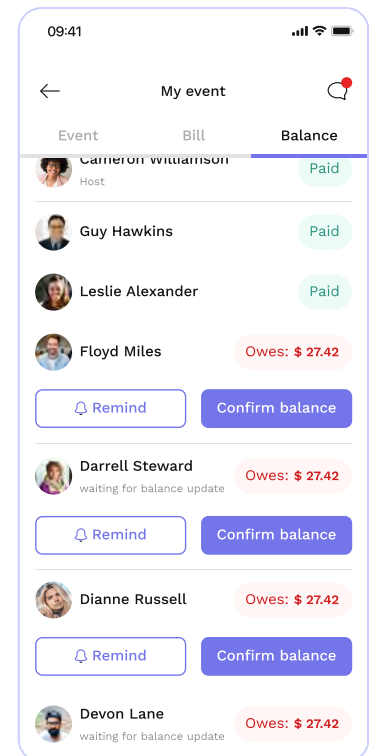 09:41
My event
Event Bill Balance
Cameron Williamson
Paid
Host
Guy Hawkins
Paid
Leslie Alexander
Paid
Floyd Miles
Owes: $ 27.42
Remind
Confirm balance
Darrell Steward
waiting for balance update
Owes: $ 27.42
Remind
Confirm balance
Dianne Russell
Owes: $ 27.42
Remind
Confirm balance
Devon Lane
waiting for balance update
Owes: $ 27.42